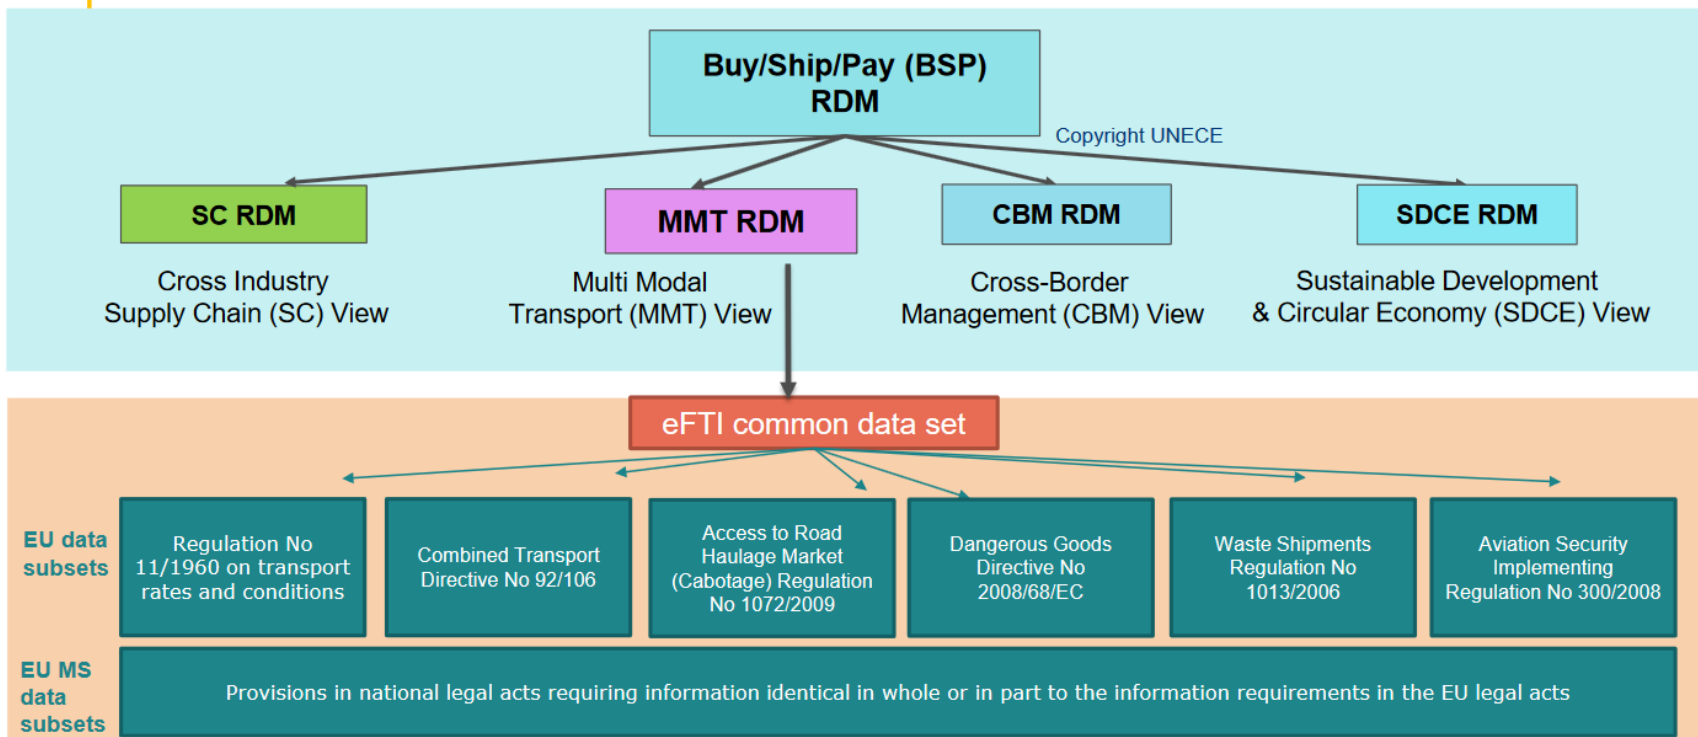 Buy/Ship/Pay (BSP)
RDM
Copyright UNECE
SC RDM
MMT RDM
CBM RDM
SDCE RDM
Cross Industry
Supply Chain (SC) View
Multi Modal
Transport (MMT) View
Cross-Border
Management (CBM) View
Sustainable Development
& Circular Economy (SDCE) View
eFTI common data set
EU data
subsets
Regulation No
11/1960 on transport
rates and conditions
Combined Transport
Directive No 92/106
Access to Road
Haulage Market
(Cabotage) Regulation
No 1072/2009
Dangerous Goods
Directive No
2008/68/EC
Waste Shipments
Regulation No
1013/2006
Aviation Security
Implementing
Regulation No 300/2008
EU MS
data
subsets
Provisions in national legal acts requiring information identical in whole or in part to the information requirements in the EU legal acts